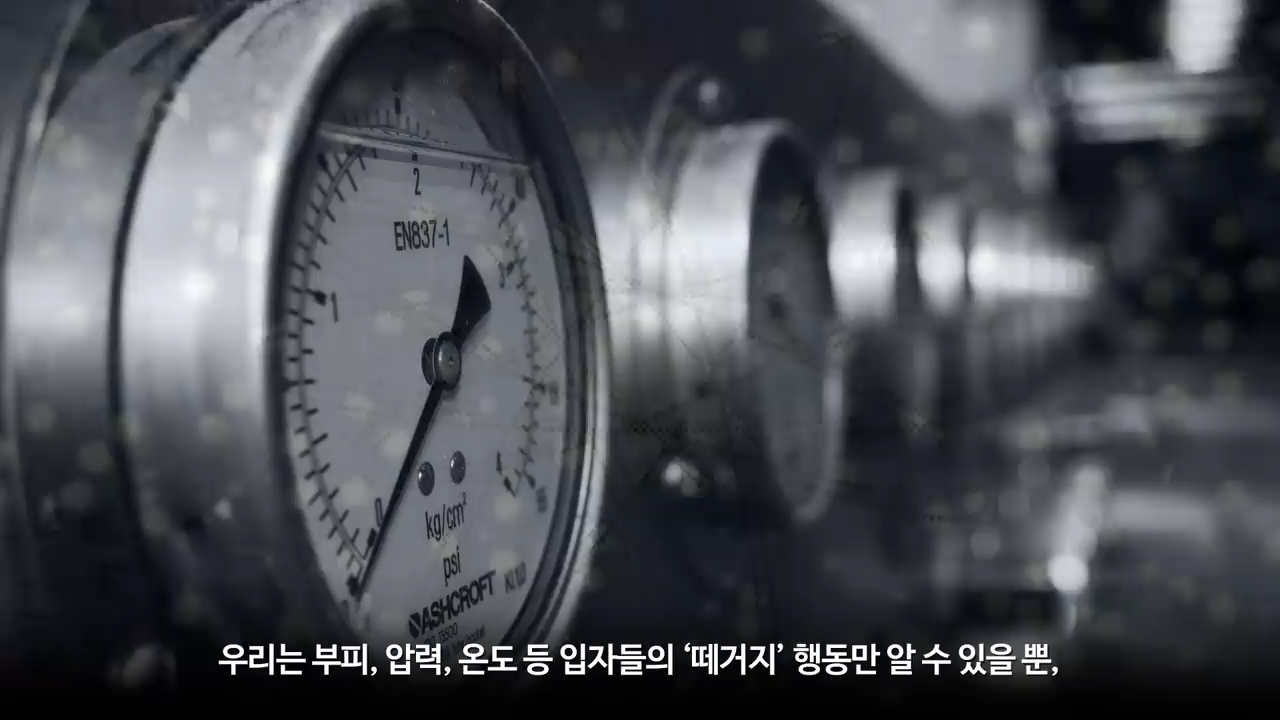 2
EN837-1
1
0
kg/cm²
psi
ASHCROFT
우리는 부피, 압력, 온도 등 입자들의 ‘떼거지’ 행동만 알 수 있을 뿐,